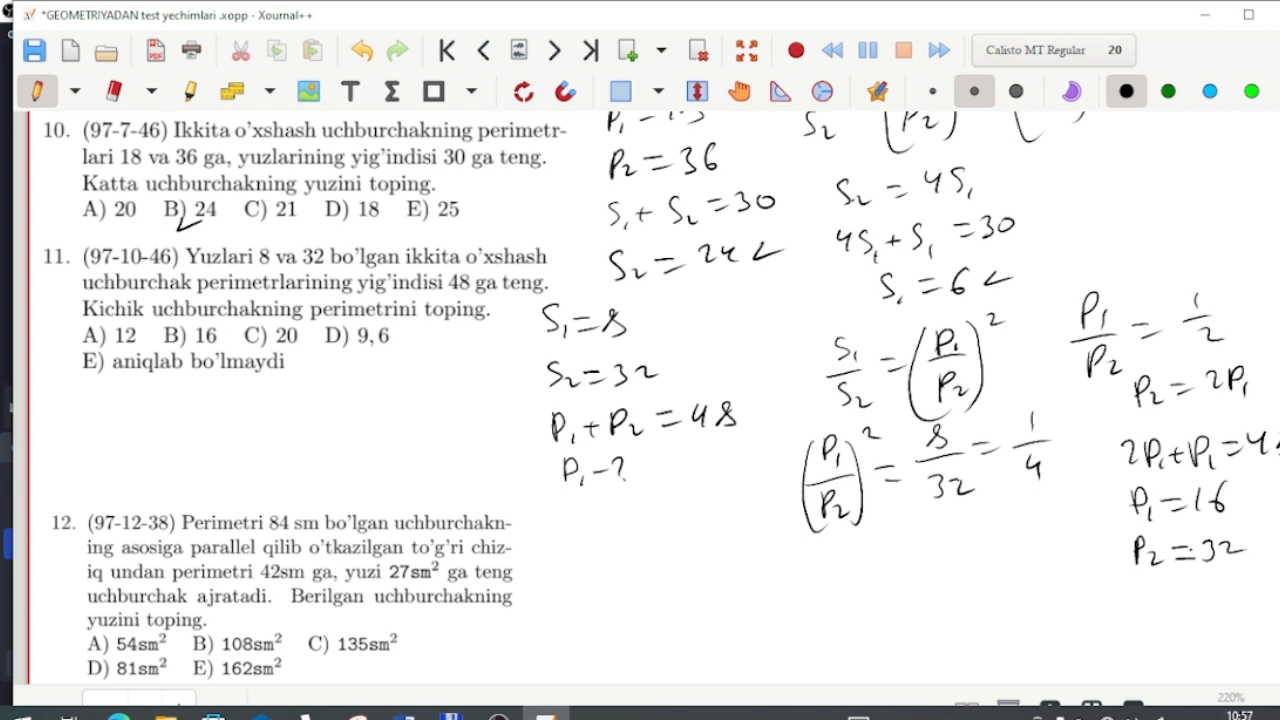 *GEOMETRIYADAN test yechimlari .xopp - Xournal++
Calisto MT Regular 20
10. (97-7-46) Ikkita o'xshash uchburchakning perimetr-
lari 18 va 36 ga, yuzlarining yig'indisi 30 ga teng.
Katta uchburchakning yuzini toping.
A) 20 B) 24 C) 21 D) 18 E) 25
11. (97-10-46) Yuzlari 8 va 32 bo'lgan ikkita o'xshash
uchburchak perimetrlarining yig'indisi 48 ga teng.
Kichik uchburchakning perimetrini toping.
A) 12 B) 16 C) 20 D) 9, 6
E) aniqlab bo'lmaydi
12. (97-12-38) Perimetri 84 sm bo'lgan uchburchakn-
ing asosiga parallel qilib o'tkazilgan to'g'ri chiz-
iq undan perimetri 42sm ga, yuzi 27sm² ga teng
uchburchak ajratadi. Berilgan uchburchakning
yuzini toping.
A) 54sm² B) 108sm² C) 135sm²
D) 81sm² E) 162sm²
P₂ = 36
S₁ + S₂ = 30
S₂ = 24
S₂ = 4S₁
4S₁ + S₁ = 30
S₁ = 6
S₁ = 8
S₂ = 32
P₁ + P₂ = 48
P₁ - ?
S₁/S₂ = (P₁/P₂)²
(P₁/P₂)² = 8/32 = 1/4
P₁/P₂ = 1/2
P₂ = 2P₁
2P₁ + P₁ = 4
P₁ = 16
P₂ = 32
220%
10:57